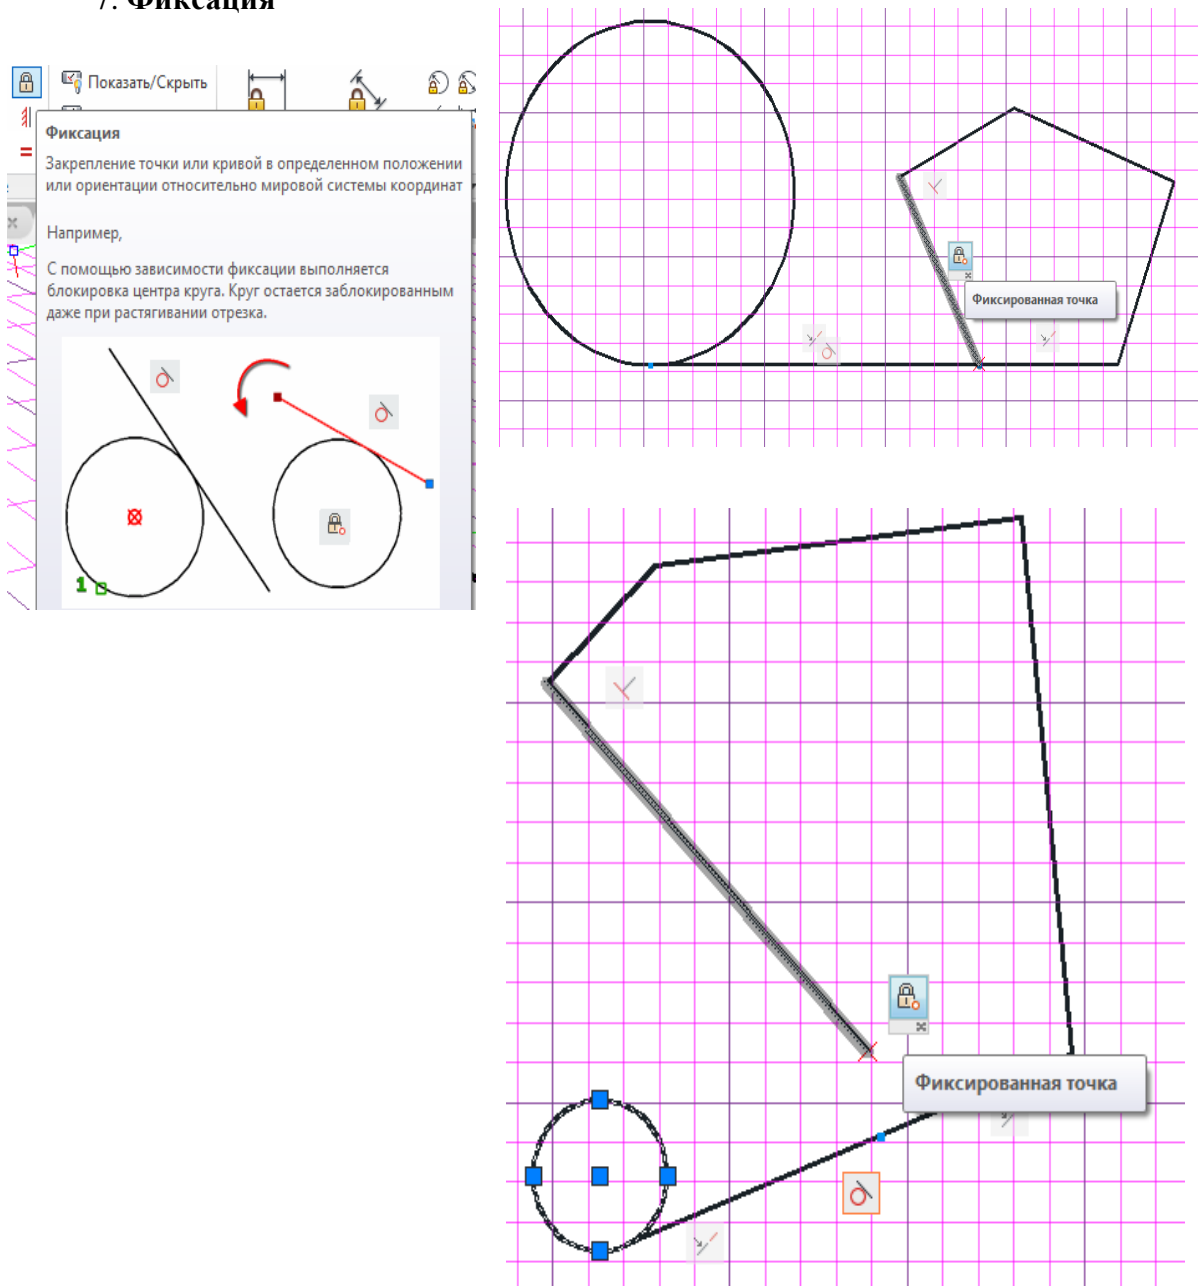 7. Фиксация
Показать/Скрыть
Фиксация
Закрепление точки или кривой в определенном положении
или ориентации относительно мировой системы координат
Например,
С помощью зависимости фиксации выполняется
блокировка центра круга. Круг остается заблокированным
даже при растягивании отрезка.
1
Фиксированная точка
Фиксированная точка